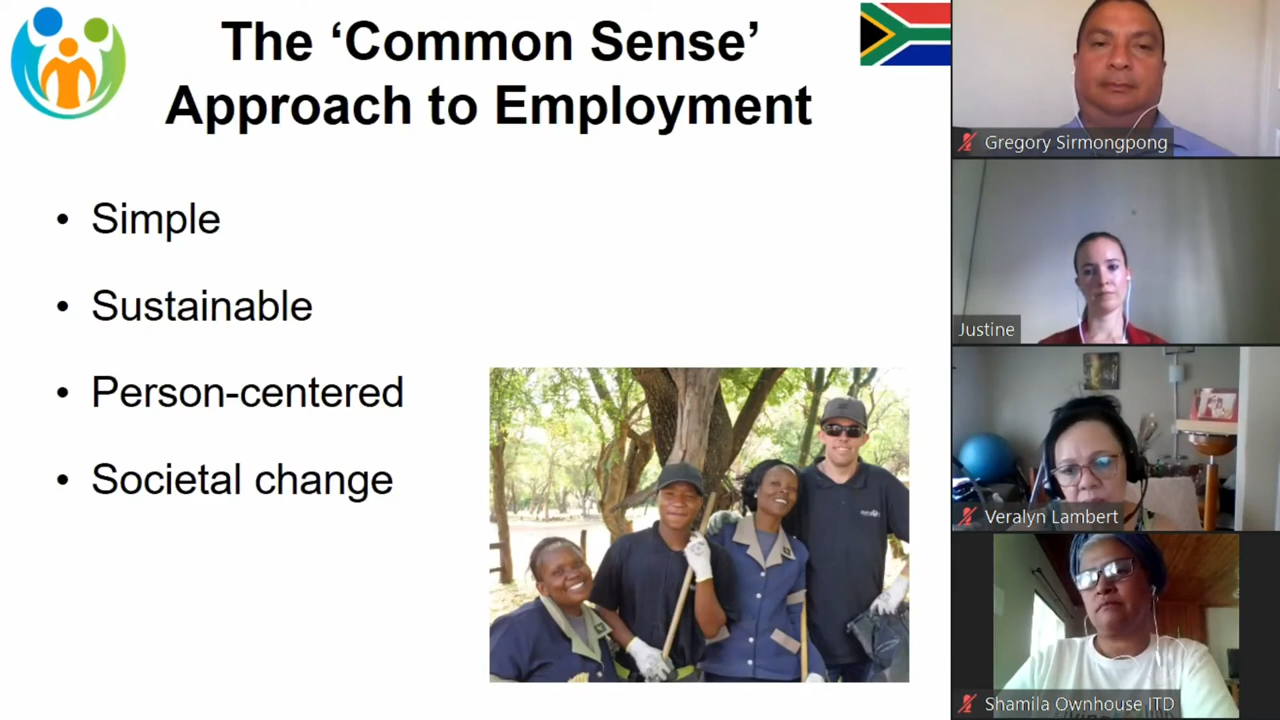 The ‘Common Sense’
Approach to Employment
• Simple
• Sustainable
• Person-centered
• Societal change
Gregory Sirmongpong
Justine
Veralyn Lambert
Shamila Ownhouse ITD